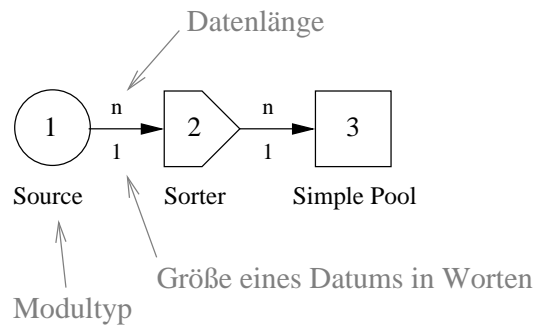 Datenlänge
n
n
1
2
3
1
1
Source
Sorter
Simple Pool
Größe eines Datums in Worten
Modultyp